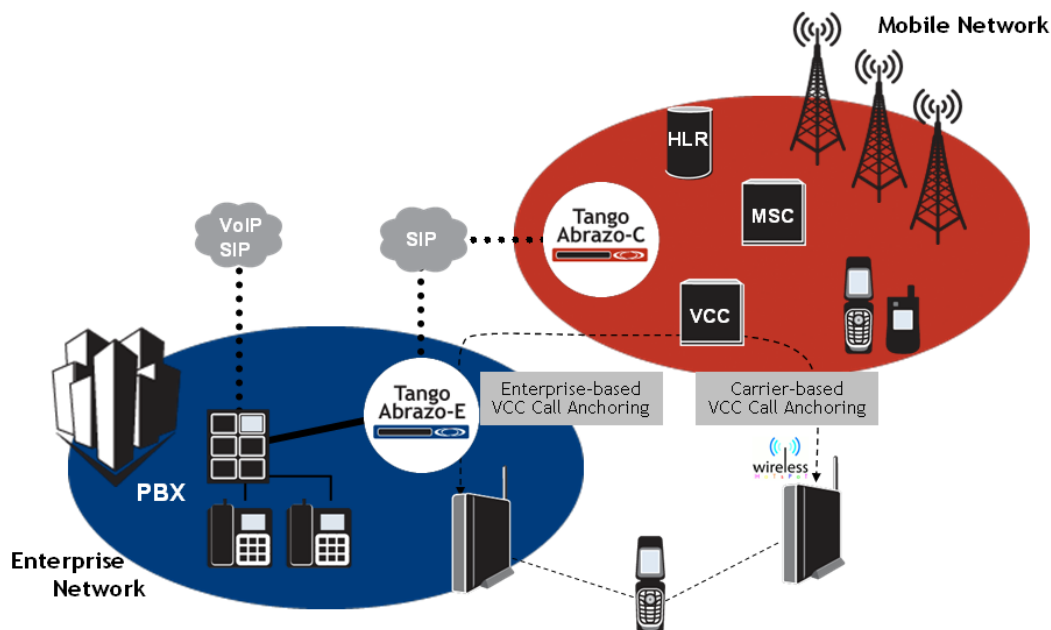 Mobile Network
HLR
MSC
Tango
Abrazo-C
VoIP
SIP
SIP
VCC
Enterprise-based
VCC Call Anchoring
Carrier-based
VCC Call Anchoring
Tango
Abrazo-E
wireless
HotSpot
PBX
Enterprise
Network